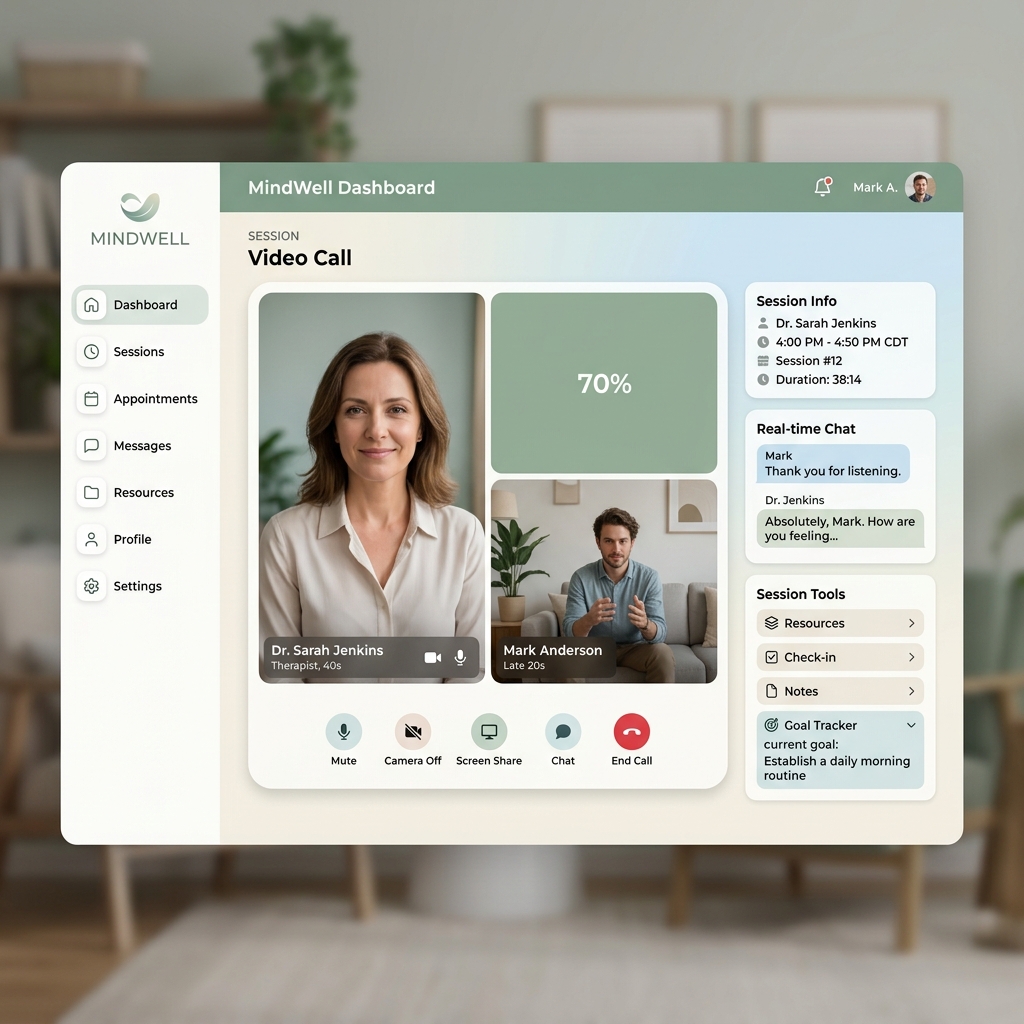 MINDWELL
Dashboard
Sessions
Appointments
Messages
Resources
Profile
Settings
MindWell Dashboard
Mark A.
SESSION
Video Call
70%
Dr. Sarah Jenkins
Therapist, 40s
Mark Anderson
Late 20s
Mute
Camera Off
Screen Share
Chat
End Call
Session Info
Dr. Sarah Jenkins
4:00 PM - 4:50 PM CDT
Session #12
Duration: 38:14
Real-time Chat
Mark
Thank you for listening.
Dr. Jenkins
Absolutely, Mark. How are
you feeling...
Session Tools
Resources
Check-in
Notes
Goal Tracker
current goal:
Establish a daily morning
routine